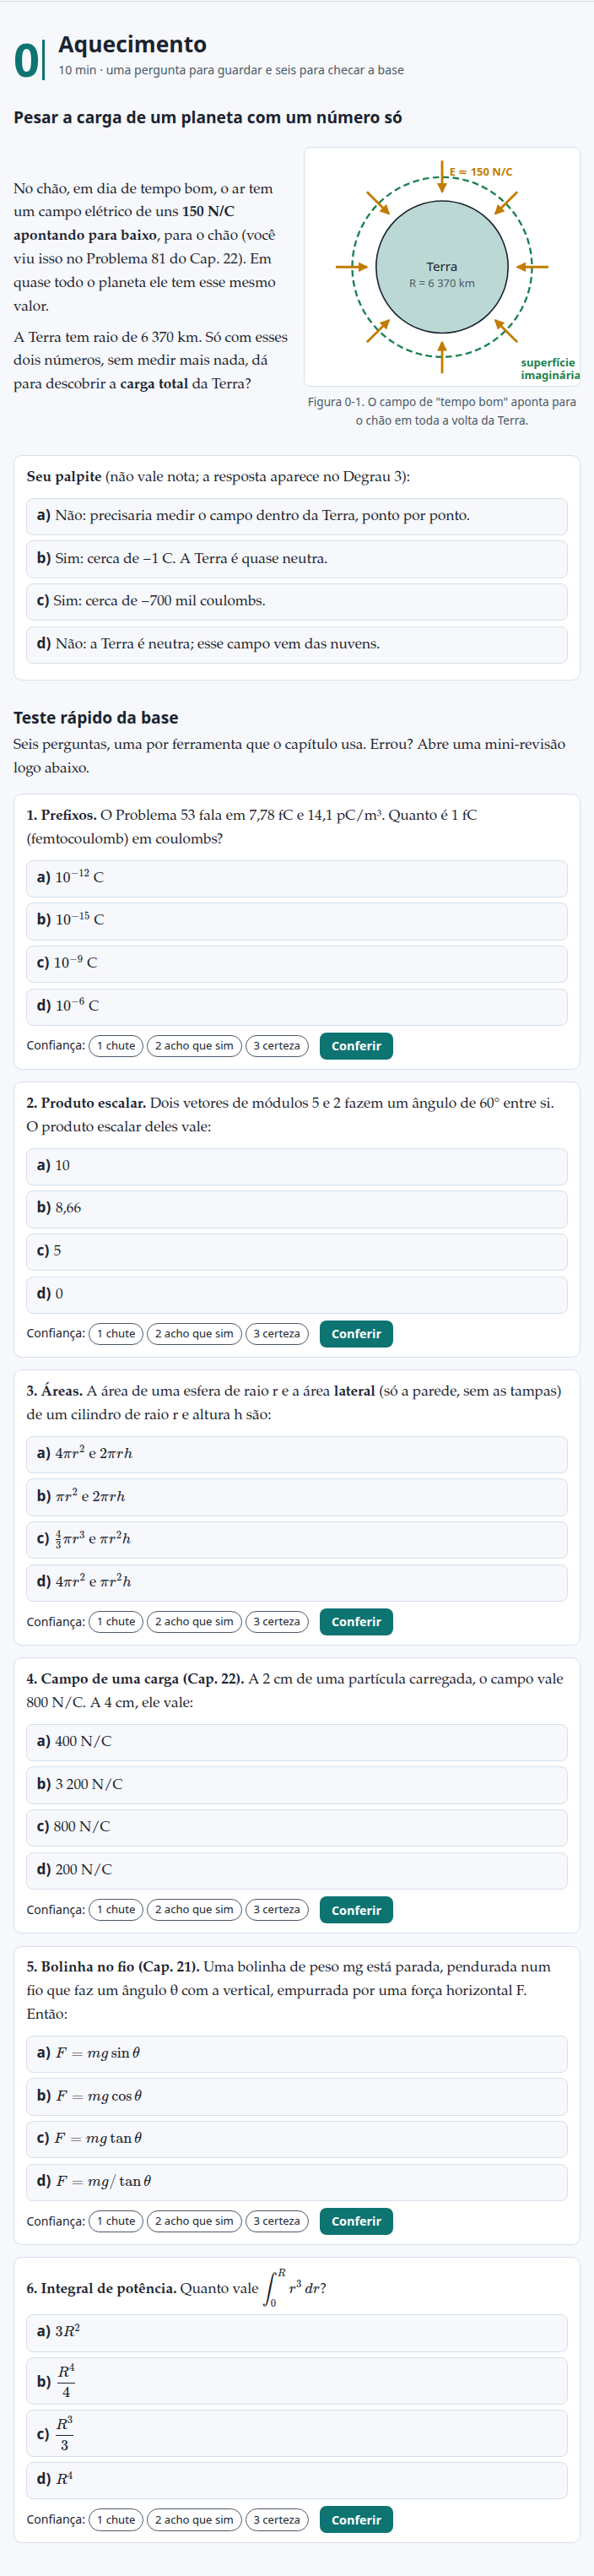 0
Aquecimento
10 min · uma pergunta para guardar e seis para checar a base
Pesar a carga de um planeta com um número só
No chão, em dia de tempo bom, o ar tem
um campo elétrico de uns 150 N/C
apontando para baixo, para o chão (você
viu isso no Problema 81 do Cap. 22). Em
quase todo o planeta ele tem esse mesmo
valor.
A Terra tem raio de 6 370 km. Só com esses
dois números, sem medir mais nada, dá
para descobrir a carga total da Terra?
E ≈ 150 N/C
Terra
R = 6 370 km
superfície
imaginária
Figura 0-1. O campo de "tempo bom" aponta para
o chão em toda a volta da Terra.
Seu palpite (não vale nota; a resposta aparece no Degrau 3):
a) Não: precisaria medir o campo dentro da Terra, ponto por ponto.
b) Sim: cerca de −1 C. A Terra é quase neutra.
c) Sim: cerca de −700 mil coulombs.
d) Não: a Terra é neutra; esse campo vem das nuvens.
Teste rápido da base
Seis perguntas, uma por ferramenta que o capítulo usa. Errou? Abre uma mini-revisão
logo abaixo.
1. Prefixos. O Problema 53 fala em 7,78 fC e 14,1 pC/m³. Quanto é 1 fC
(femtocoulomb) em coulombs?
a) 10⁻¹² C
b) 10⁻¹⁵ C
c) 10⁻⁹ C
d) 10⁻⁶ C
Confiança: 1 chute 2 acho que sim 3 certeza Conferir
2. Produto escalar. Dois vetores de módulos 5 e 2 fazem um ângulo de 60° entre si.
O produto escalar deles vale:
a) 10
b) 8,66
c) 5
d) 0
Confiança: 1 chute 2 acho que sim 3 certeza Conferir
3. Áreas. A área de uma esfera de raio r e a área lateral (só a parede, sem as tampas)
de um cilindro de raio r e altura h são:
a) 4πr² e 2πrh
b) πr² e 2πrh
c) 4/3 πr³ e πr²h
d) 4πr² e πr²h
Confiança: 1 chute 2 acho que sim 3 certeza Conferir
4. Campo de uma carga (Cap. 22). A 2 cm de uma partícula carregada, o campo vale
800 N/C. A 4 cm, ele vale:
a) 400 N/C
b) 3 200 N/C
c) 800 N/C
d) 200 N/C
Confiança: 1 chute 2 acho que sim 3 certeza Conferir
5. Bolinha no fio (Cap. 21). Uma bolinha de peso mg está parada, pendurada num
fio que faz um ângulo θ com a vertical, empurrada por uma força horizontal F.
Então:
a) F = mg sin θ
b) F = mg cos θ
c) F = mg tan θ
d) F = mg/ tan θ
Confiança: 1 chute 2 acho que sim 3 certeza Conferir
6. Integral de potência. Quanto vale ∫₀ᴿ r³ dr?
a) 3R²
b) R⁴/4
c) R³/3
d) R⁴
Confiança: 1 chute 2 acho que sim 3 certeza Conferir